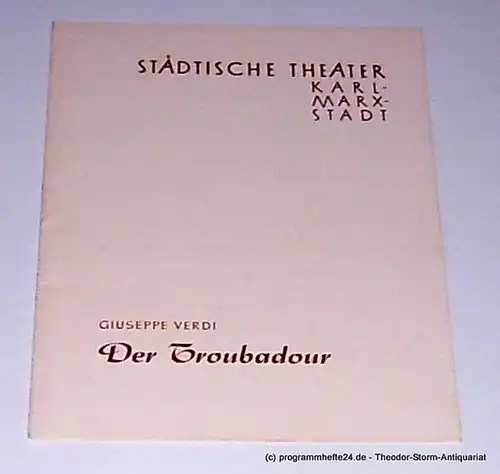 STÄDTISCHE THEATER
KARL-
MARX-
STADT
GIUSEPPE VERDI
Der Troubadour
(c) programmhefte24.de - Theodor-Storm-Antiquariat